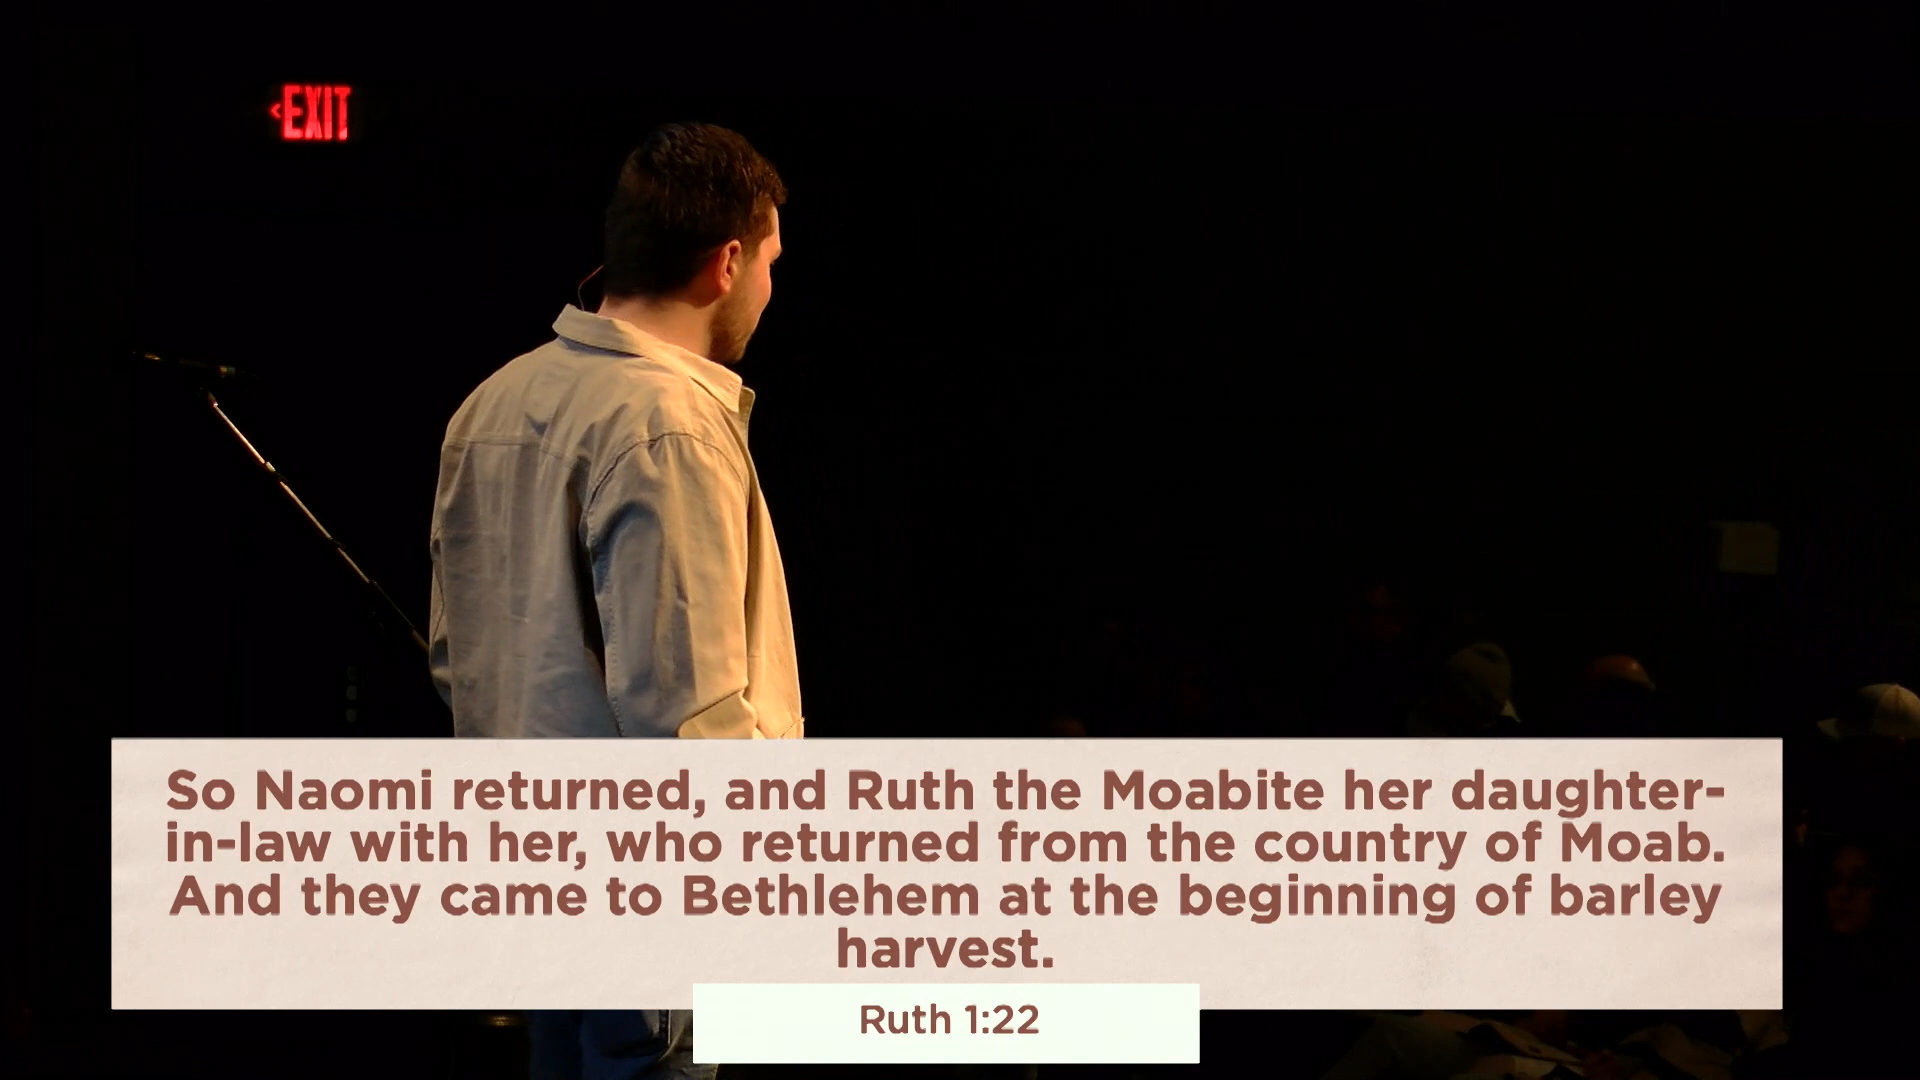 <EXIT
So Naomi returned, and Ruth the Moabite her daughter-
in-law with her, who returned from the country of Moab.
And they came to Bethlehem at the beginning of barley
harvest.
Ruth 1:22